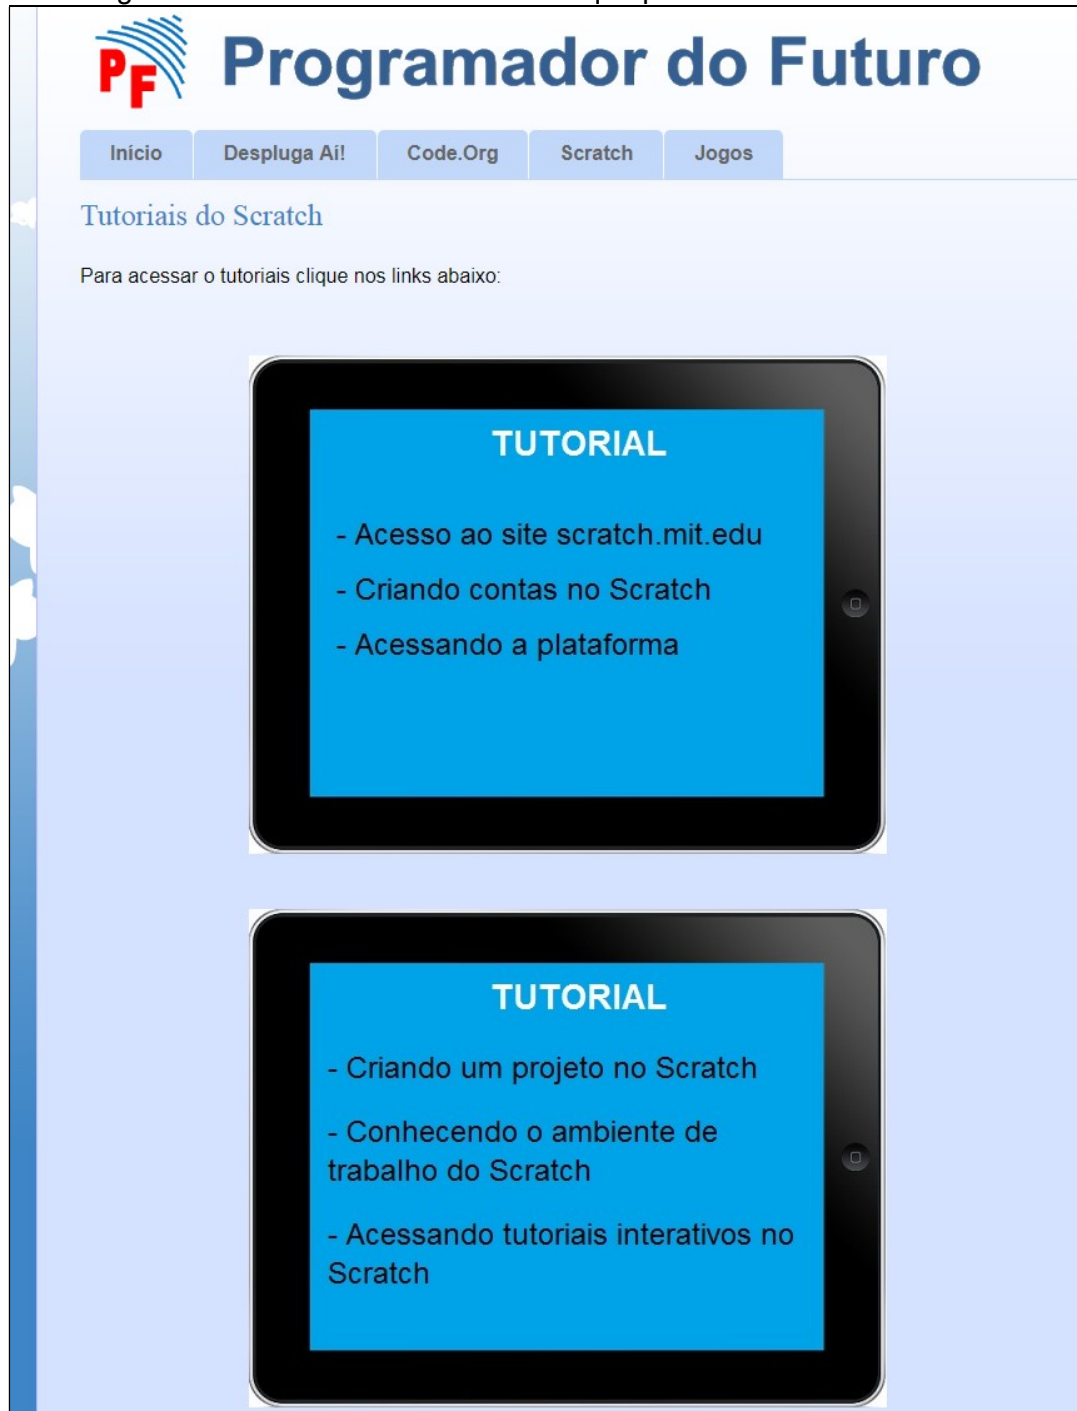 PF Programador do Futuro
Início Despluga Aí! Code.Org Scratch Jogos
Tutoriais do Scratch
Para acessar o tutoriais clique nos links abaixo:
TUTORIAL
- Acesso ao site scratch.mit.edu
- Criando contas no Scratch
- Acessando a plataforma
TUTORIAL
- Criando um projeto no Scratch
- Conhecendo o ambiente de
trabalho do Scratch
- Acessando tutoriais interativos no
Scratch